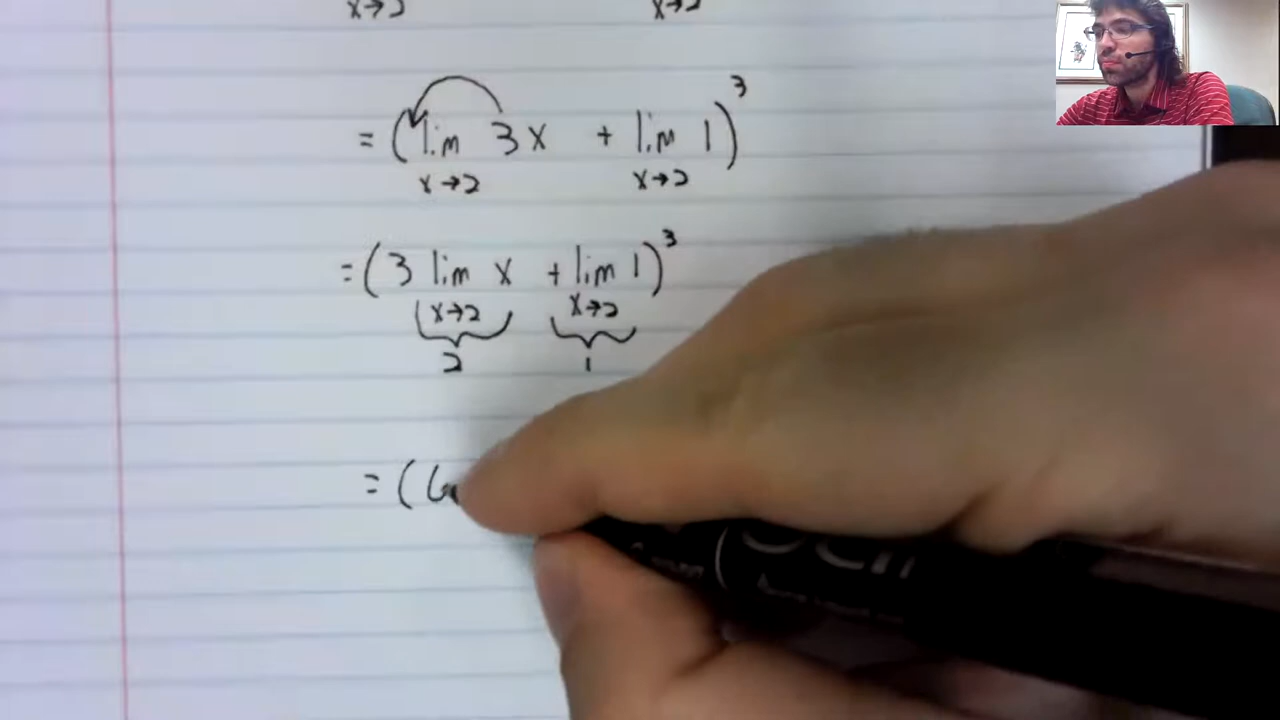 x→2 x→2
= (lim 3x + lim 1)³
x→2 x→2
= (3 lim x + lim 1)³
x→2 x→2
2 1
= (6